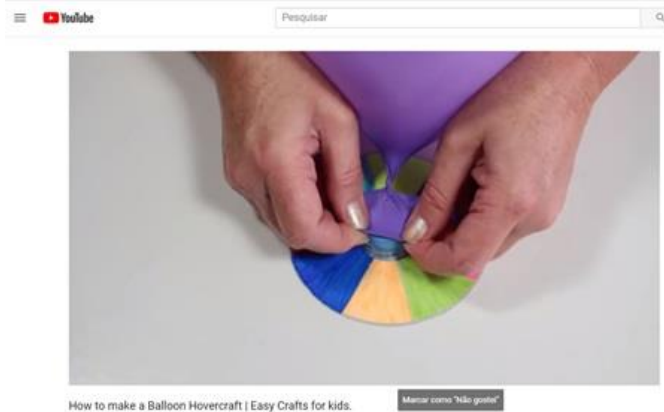 YouTube
Pesquisar
How to make a Balloon Hovercraft | Easy Crafts for kids.
Marcar como "Não gostei"